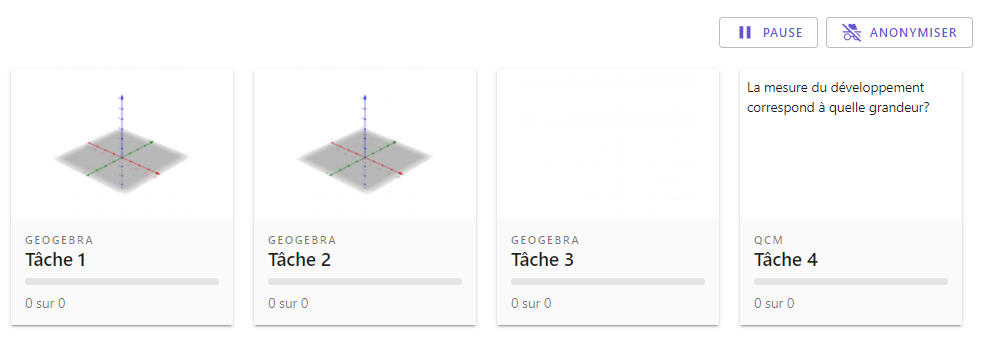 PAUSE
ANONYMISER
La mesure du développement
correspond à quelle grandeur?
GEOGEBRA
Tâche 1
0 sur 0
GEOGEBRA
Tâche 2
0 sur 0
GEOGEBRA
Tâche 3
0 sur 0
QCM
Tâche 4
0 sur 0